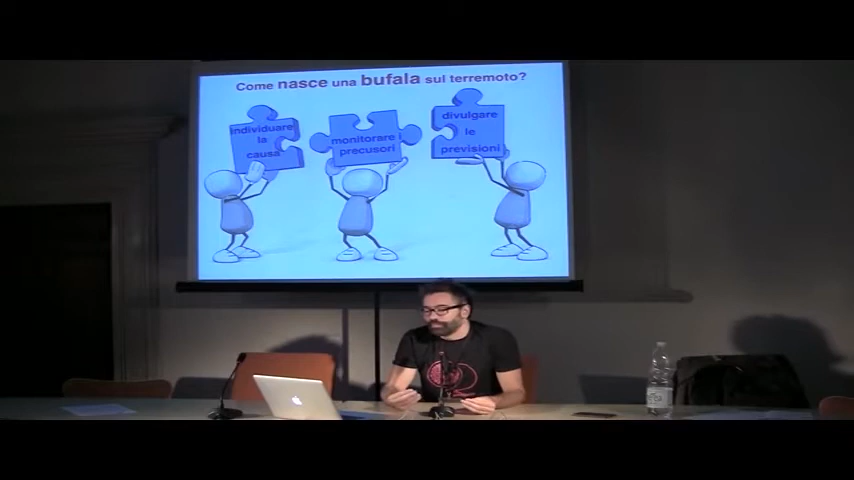 Come nasce una bufala sul terremoto?
individuare
la
causa
monitorare i
precusori
divulgare
le
previsioni